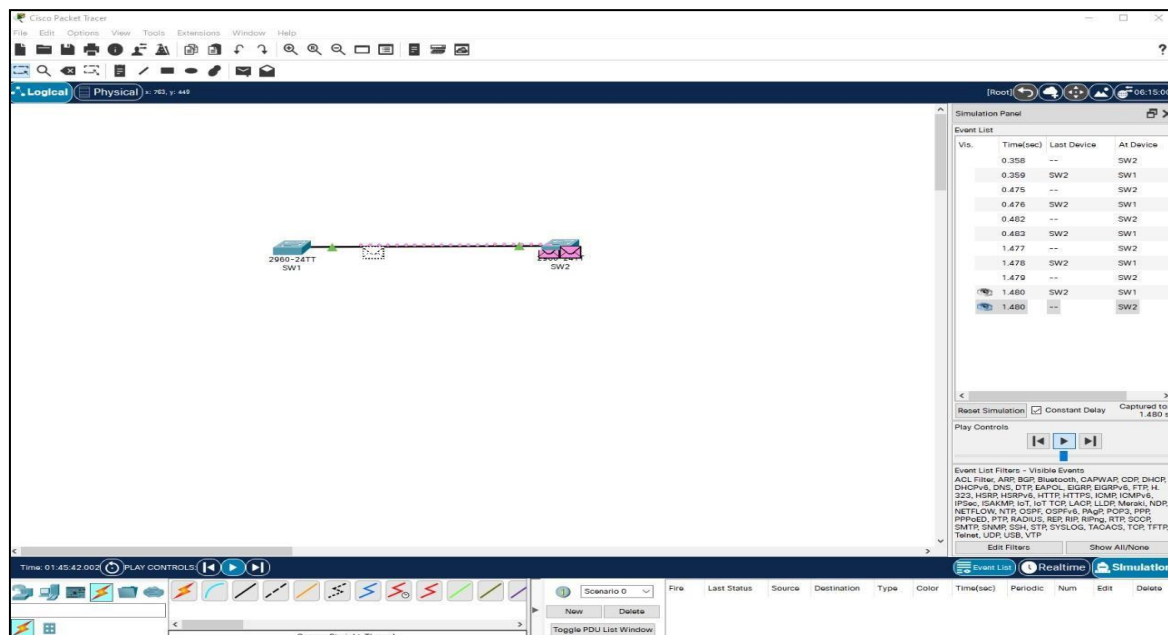 Cisco Packet Tracer
File Edit Options View Tools Extensions Window Help
?
Logical Physical x: 763, y: 449 [Root] 06:15:00
Simulation Panel
Event List
Vis. Time(sec) Last Device At Device
0.358 -- SW2
0.359 SW2 SW1
0.475 -- SW2
0.476 SW2 SW1
0.482 -- SW2
0.483 SW2 SW1
1.477 -- SW2
1.478 SW2 SW1
1.479 -- SW2
1.480 SW2 SW1
1.480 -- SW2
2960-24TT
SW1
SW2
Reset Simulation Constant Delay Captured to:
1.480 s
Play Controls
Event List Filters - Visible Events
ACL Filter, ARP, BGP, Bluetooth, CAPWAP, CDP, DHCP,
DHCPv6, DNS, DTP, EAPOL, EIGRP, EIGRPv6, FTP, H.
323, HSRP, HSRPv6, HTTP, HTTPS, ICMP, ICMPv6,
IPSec, ISAKMP, IoT, IoT TCP, LACP, LLDP, Meraki, NDP,
NETFLOW, NTP, OSPF, OSPFv6, PAgP, POP3, PPP,
PPPoED, PTP, RADIUS, REP, RIP, RIPng, RTP, SCCP,
SMTP, SNMP, SSH, STP, SYSLOG, TACACS, TCP, TFTP,
Telnet, UDP, USB, VTP
Edit Filters Show All/None
Time: 01:45:42.002 PLAY CONTROLS: Event List Realtime Simulation
Scenario 0 Fire Last Status Source Destination Type Color Time(sec) Periodic Num Edit Delete
New Delete
Toggle PDU List Window